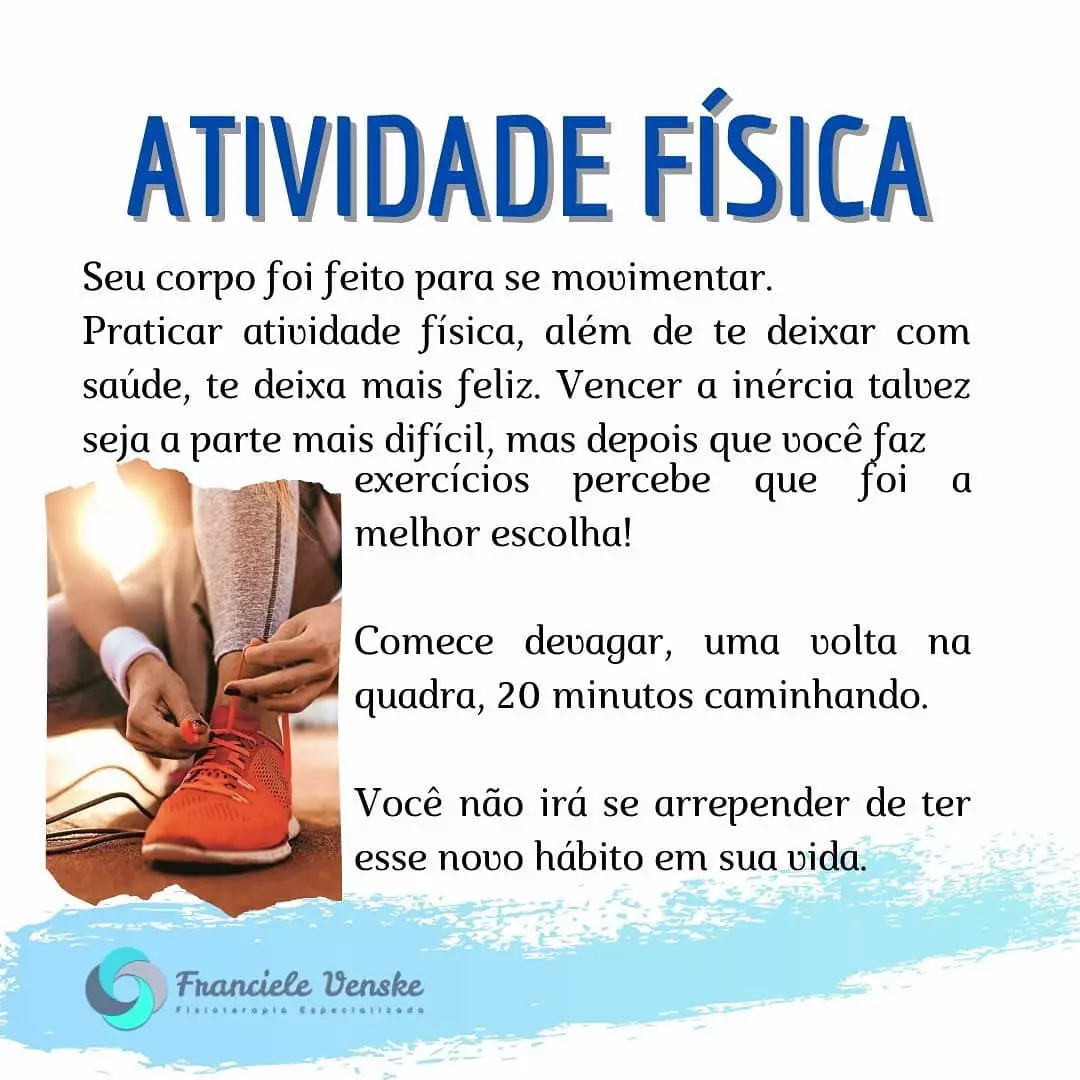 ATIVIDADE FÍSICA
Seu corpo foi feito para se movimentar.
Praticar atividade física, além de te deixar com
saúde, te deixa mais feliz. Vencer a inércia talvez
seja a parte mais difícil, mas depois que você faz
exercícios percebe que foi a
melhor escolha!
Comece devagar, uma volta na
quadra, 20 minutos caminhando.
Você não irá se arrepender de ter
esse novo hábito em sua vida.
Franciele Venske
Fisioterapia Especializada